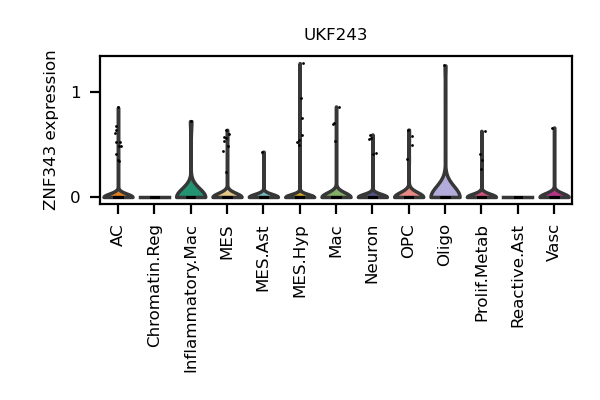 UKF243
ZNF343 expression
1
0
AC
Chromatin.Reg
Inflammatory.Mac
MES
MES.Ast
MES.Hyp
Mac
Neuron
OPC
Oligo
Prolif.Metab
Reactive.Ast
Vasc